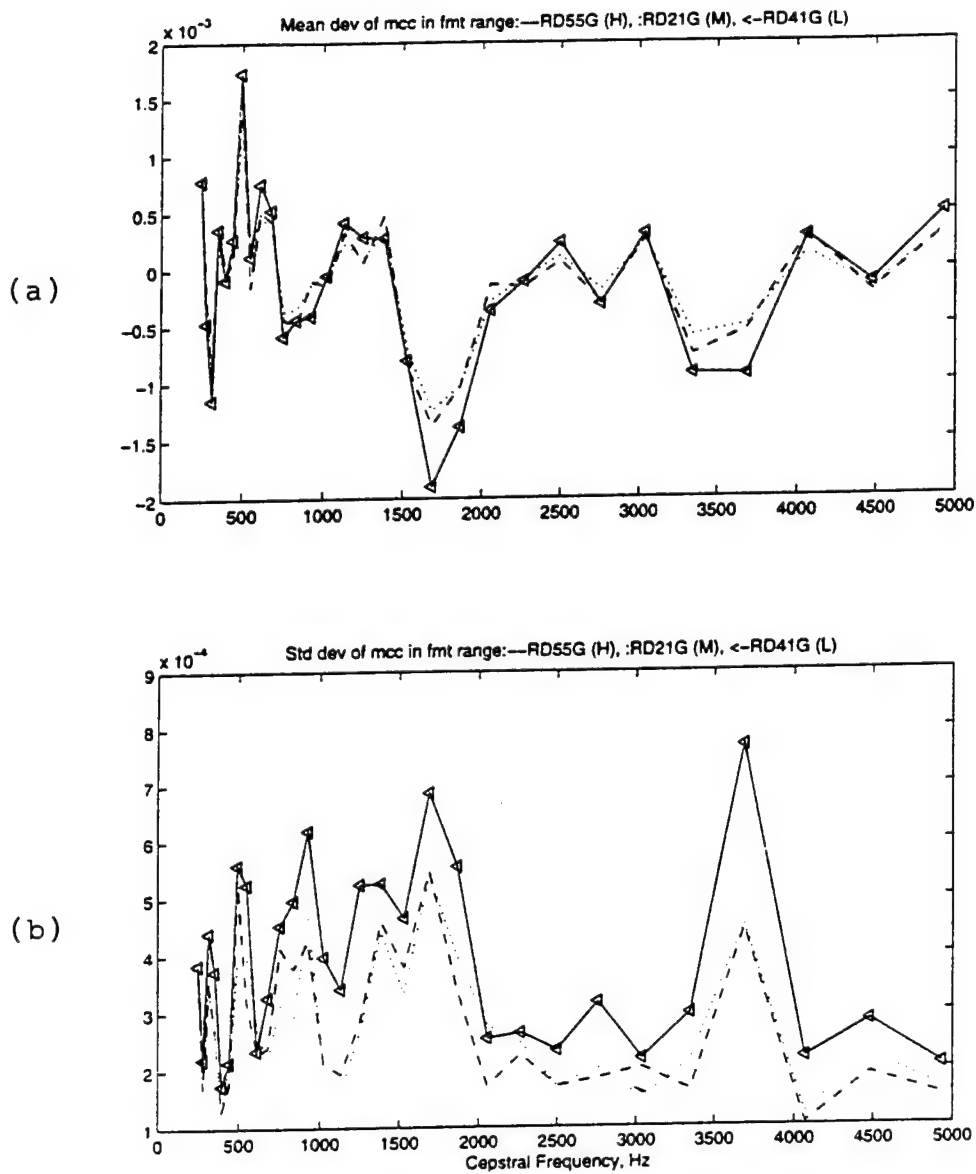 Mean dev of mcc in fmt range:—RD55G (H), :RD21G (M), <-RD41G (L)
x 10⁻³
2
1.5
1
0.5
(a)
0
−0.5
−1
−1.5
−2
0 500 1000 1500 2000 2500 3000 3500 4000 4500 5000
Std dev of mcc in fmt range:—RD55G (H), :RD21G (M), <-RD41G (L)
x 10⁻⁴
9
8
7
6
5
(b)
4
3
2
1
0 500 1000 1500 2000 2500 3000 3500 4000 4500 5000
Cepstral Frequency, Hz